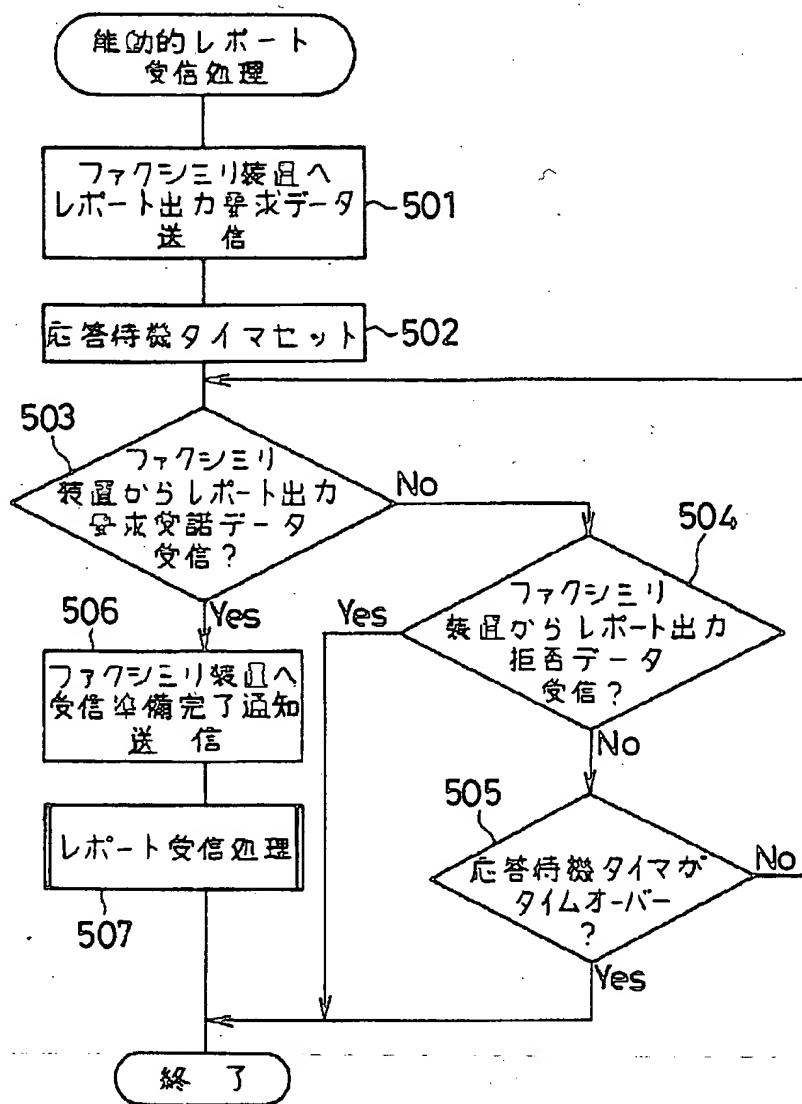 能動的レポート
受信処理
ファクシミリ装置へ
レポート出力要求データ
送 信
501
応答待機タイマセット
502
503
ファクシミリ
装置からレポート出力
要求受諾データ
受信?
No
Yes
504
ファクシミリ
装置からレポート出力
拒否データ
受信?
Yes
No
506
ファクシミリ装置へ
受信準備完了通知
送 信
505
応答待機タイマが
タイムオーバー
?
No
Yes
レポート受信処理
507
終 了